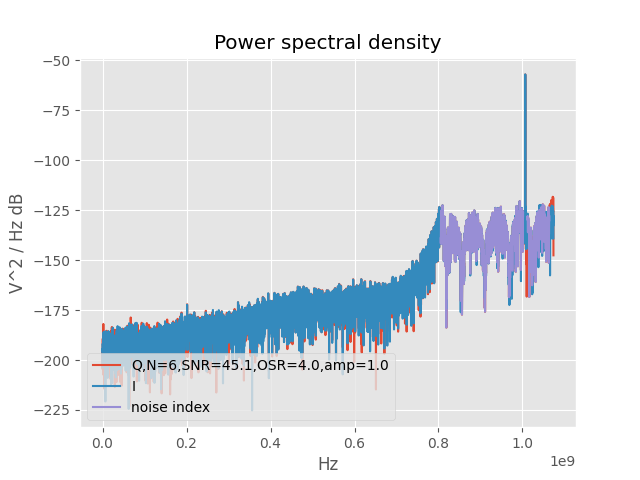 Power spectral density
V^2 / Hz dB
−50
−75
−100
−125
−150
−175
−200
−225
Q,N=6,SNR=45.1,OSR=4.0,amp=1.0
I
noise index
0.0 0.2 0.4 0.6 0.8 1.0
1e9
Hz